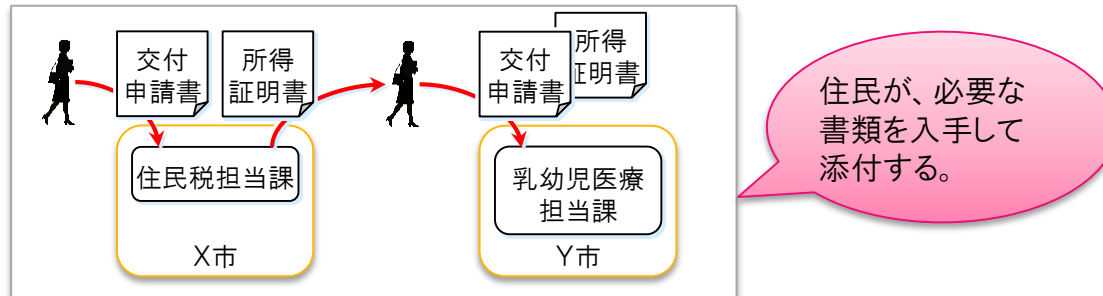 交付
申請書
所得
証明書
住民税担当課
X市
交付
申請書
所得
証明書
乳幼児医療
担当課
Y市
住民が、必要な
書類を入手して
添付する。